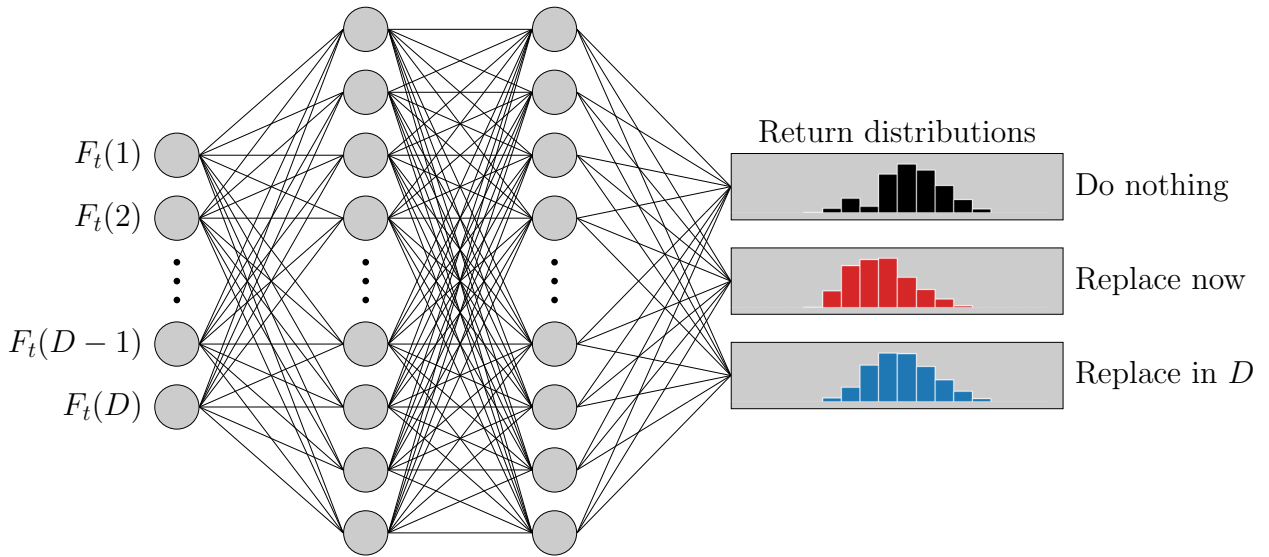 Return distributions
F_t(1)
Do nothing
F_t(2)
Replace now
F_t(D − 1)
Replace in D
F_t(D)